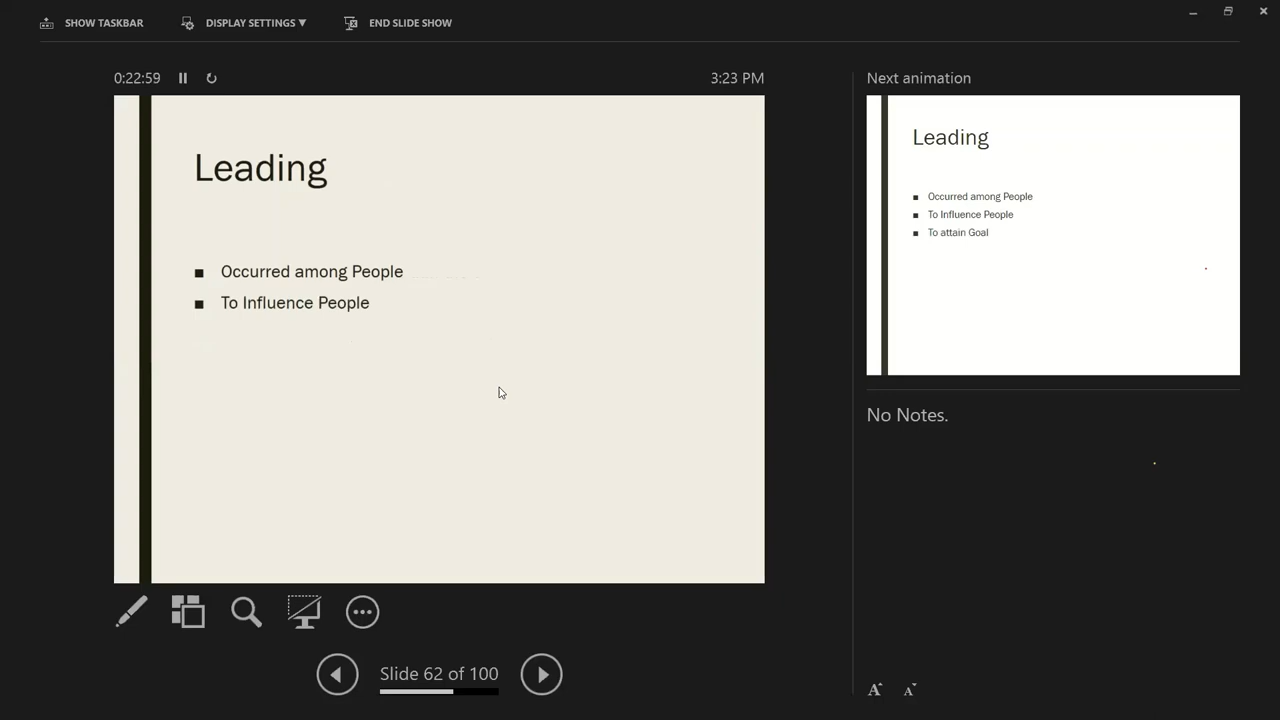 SHOW TASKBAR
DISPLAY SETTINGS ▼
END SLIDE SHOW
0:22:59
3:23 PM
Leading
■ Occurred among People
■ To Influence People
Slide 62 of 100
Next animation
Leading
■ Occurred among People
■ To Influence People
■ To attain Goal
No Notes.
A A